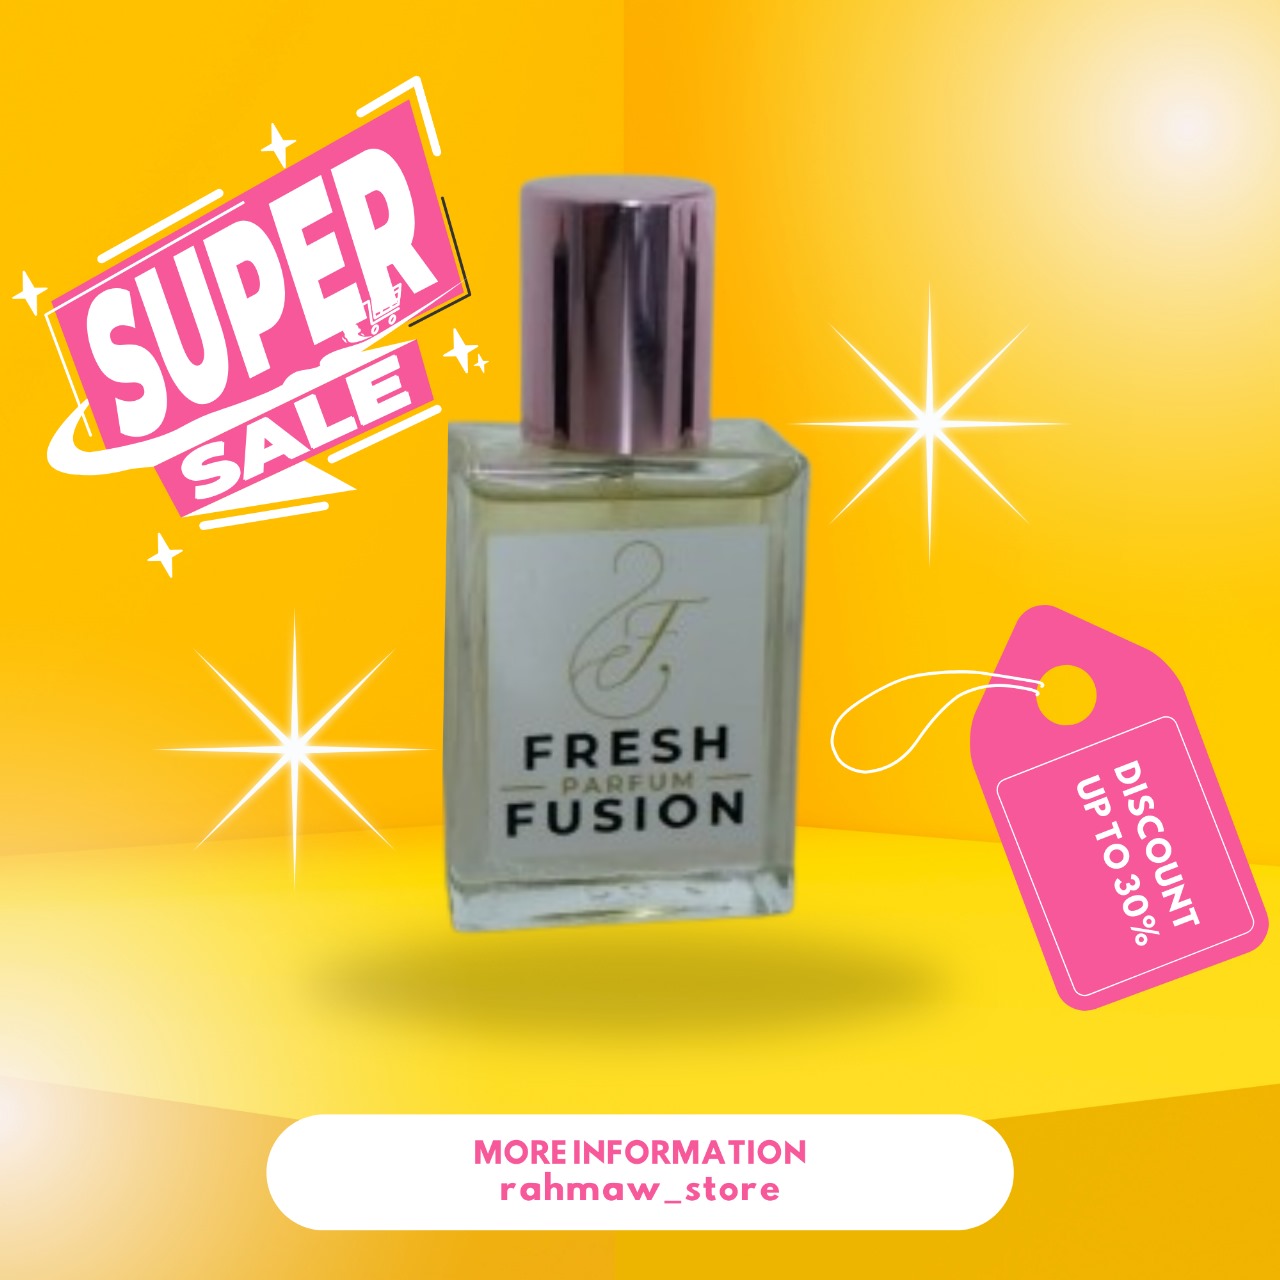 SUPER
SALE
F
FRESH
PARFUM
FUSION
DISCOUNT
UP TO 30%
MORE INFORMATION
rahmaw_store